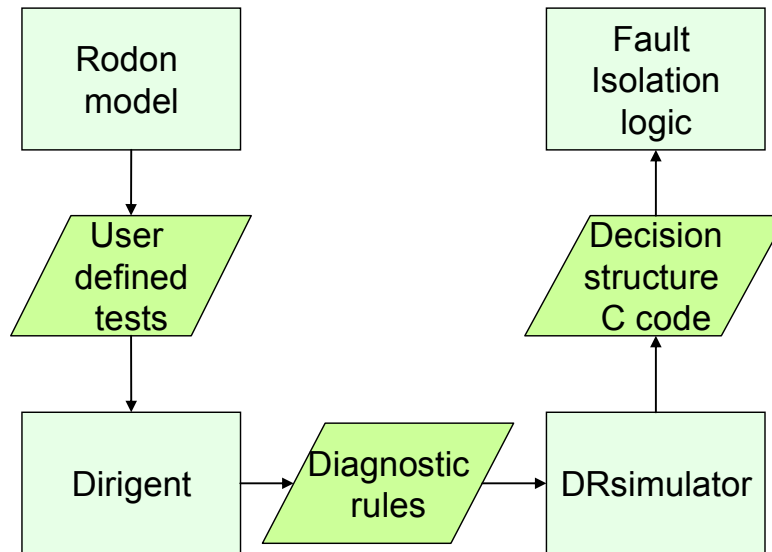 Rodon
model
User
defined
tests
Dirigent
Diagnostic
rules
DRsimulator
Decision
structure
C code
Fault
Isolation
logic